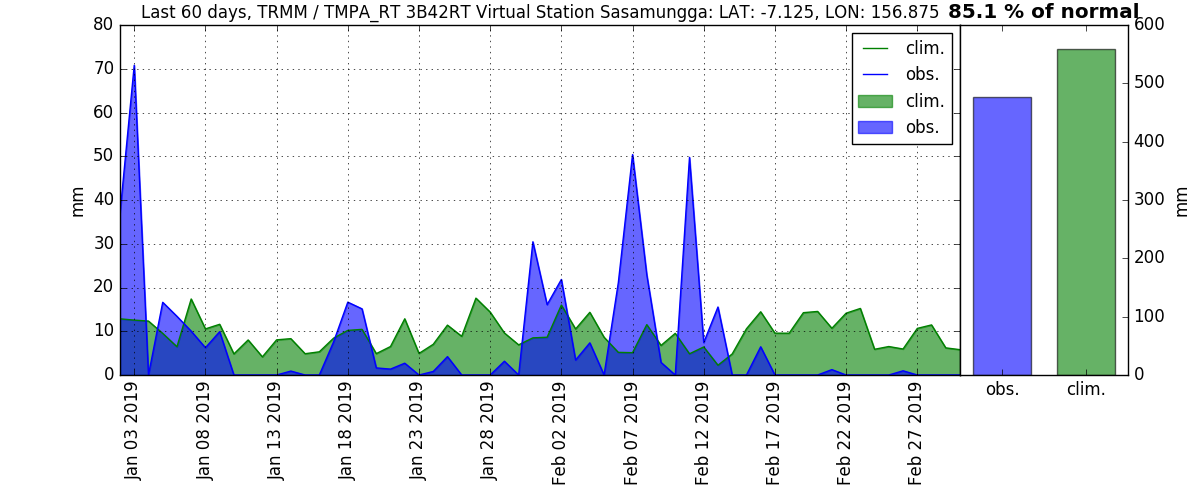 Last 60 days, TRMM / TMPA_RT 3B42RT Virtual Station Sasamungga: LAT: -7.125, LON: 156.875 85.1 % of normal
80
70
60
50
40
30
20
10
0
mm
clim.
obs.
clim.
obs.
Jan 03 2019
Jan 08 2019
Jan 13 2019
Jan 18 2019
Jan 23 2019
Jan 28 2019
Feb 02 2019
Feb 07 2019
Feb 12 2019
Feb 17 2019
Feb 22 2019
Feb 27 2019
600
500
400
300
200
100
0
mm
obs.
clim.